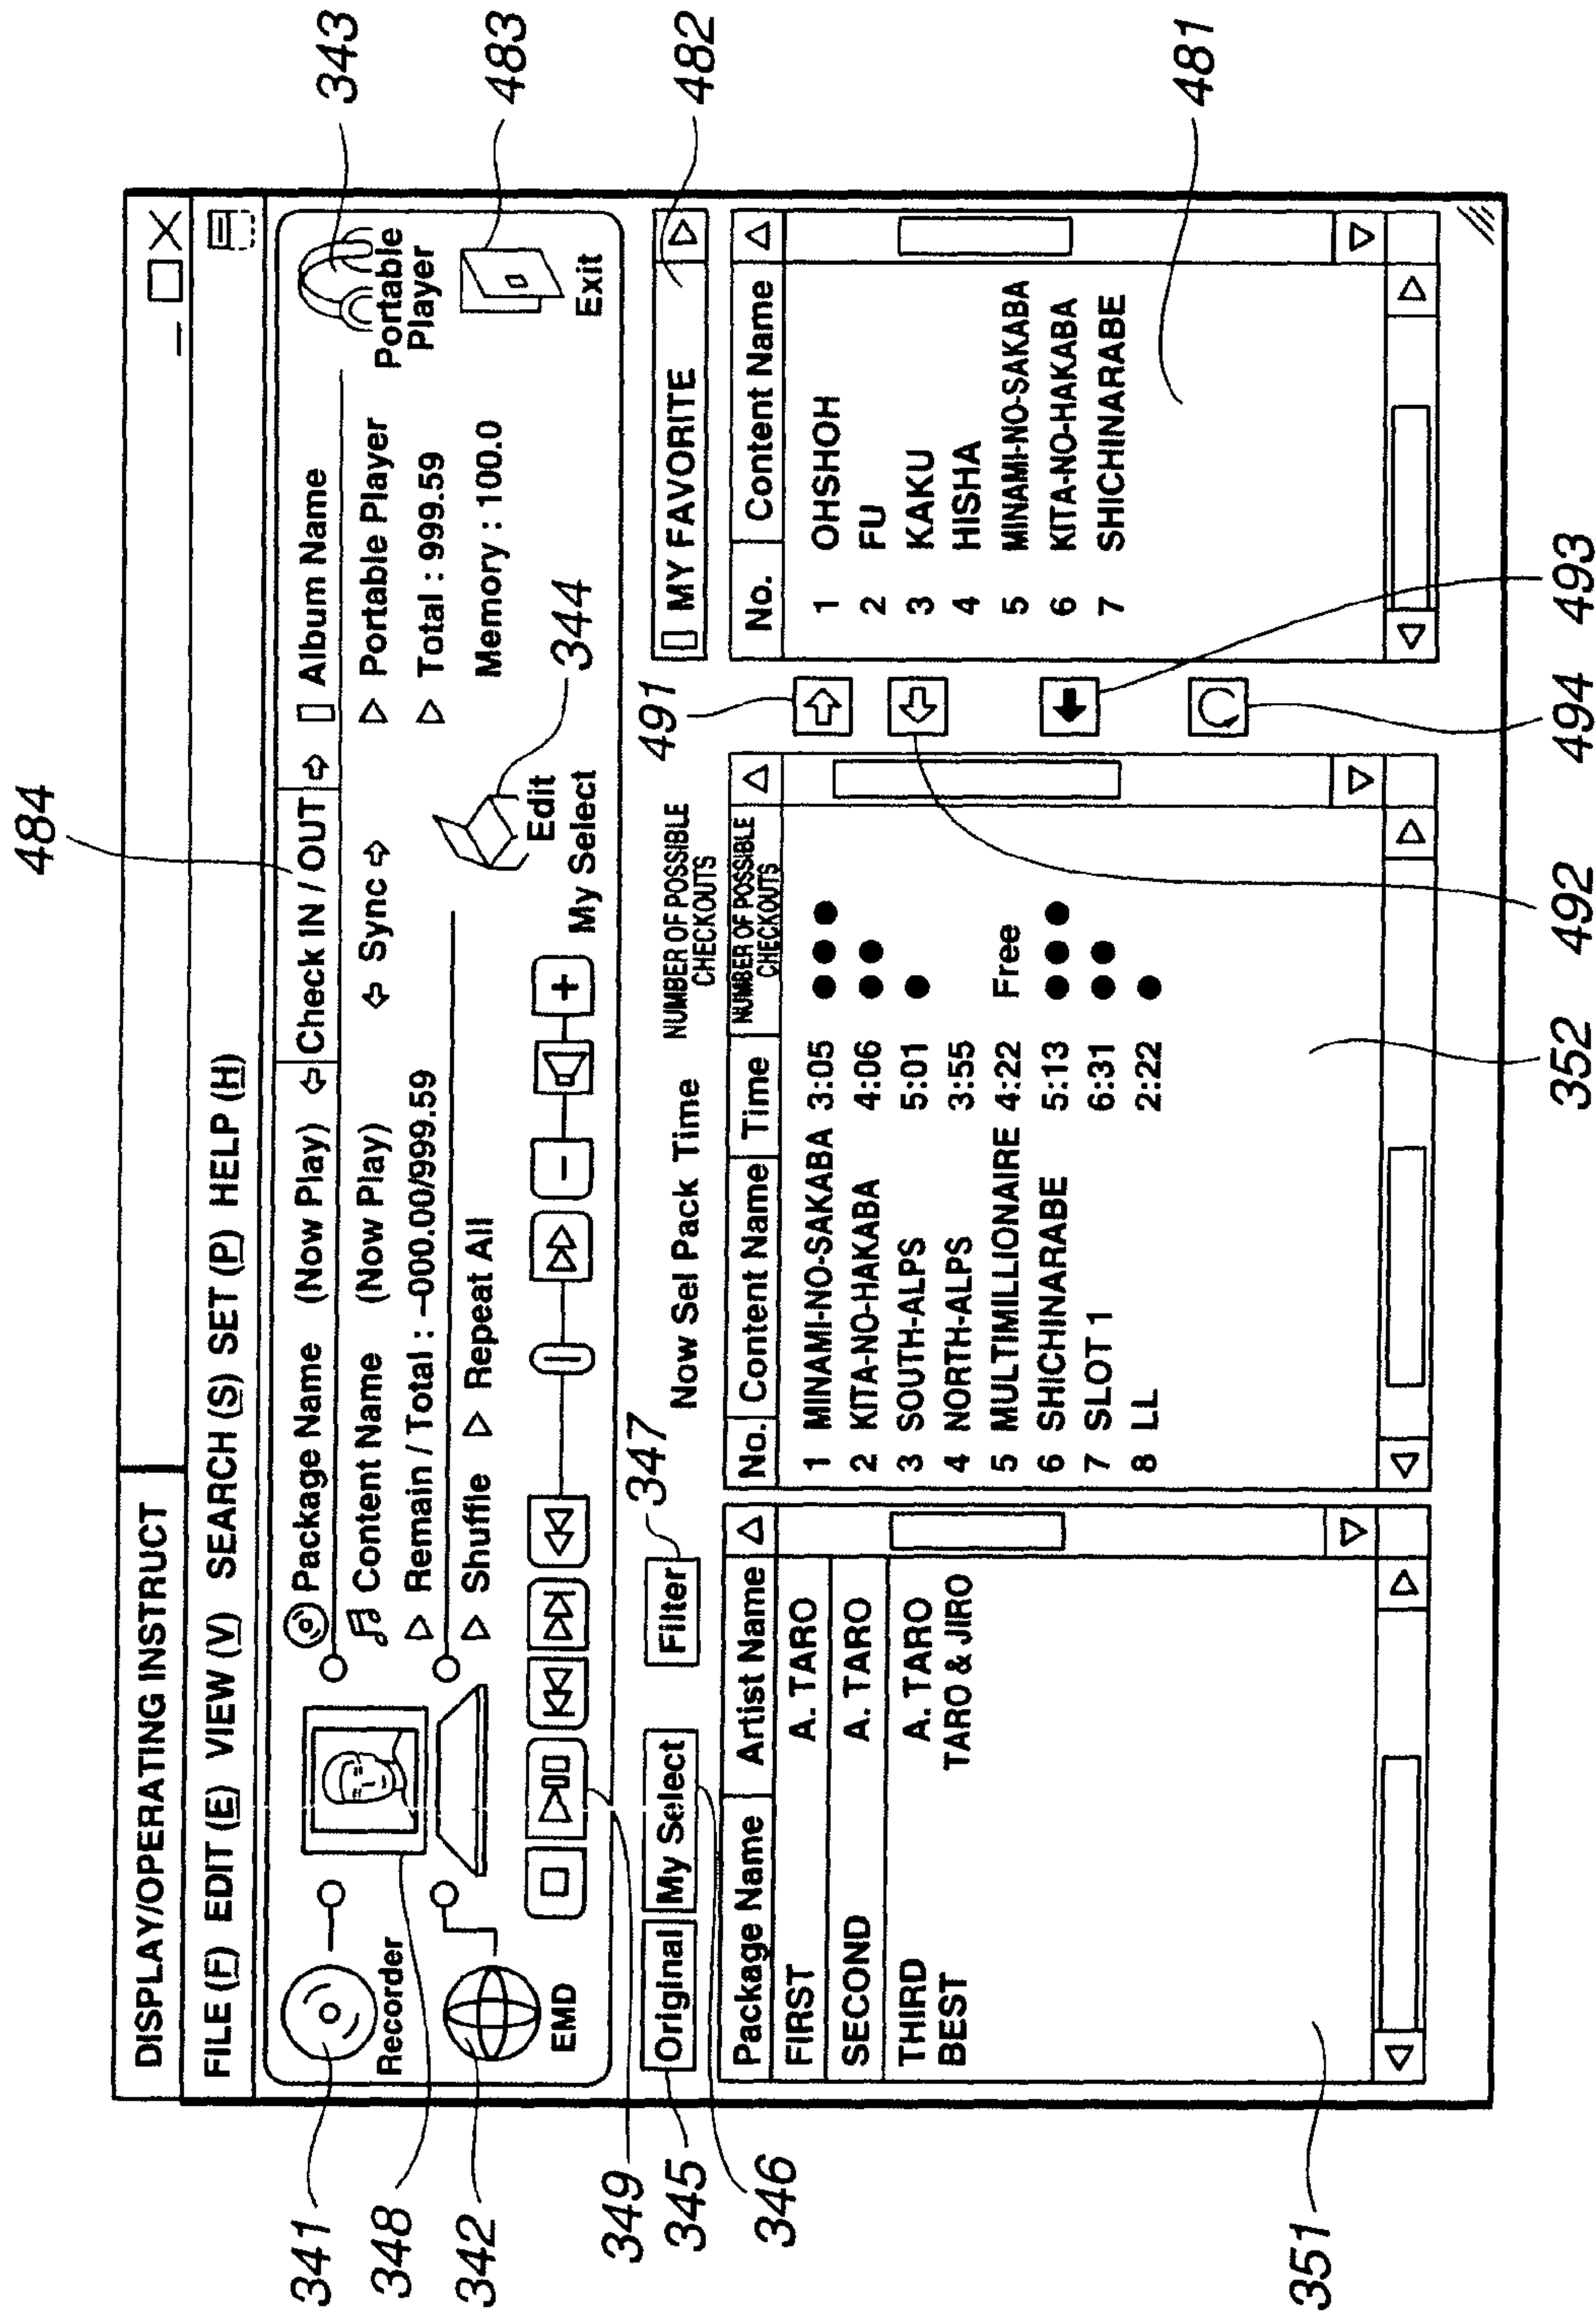 484
343
483
482
481
DISPLAY/OPERATING INSTRUCT
FILE (F) EDIT (E) VIEW (V) SEARCH (S) SET (P) HELP (H)
Package Name (Now Play) ⇦ Check IN / OUT ⇨ Album Name
Content Name (Now Play) ⇦ Sync ⇨ ▷ Portable Player
▷ Remain / Total : –000.00/999.59 ▷ Total : 999.59
▷ Shuffle ▷ Repeat All Memory : 100.0
Recorder
EMD
Portable
Player
Exit
Edit
My Select
344
341
348
342
349
345
346
351
Original My Select Filter
347
Now Sel Pack Time NUMBER OF POSSIBLE
CHECKOUTS
491
MY FAVORITE
Package Name Artist Name
FIRST A. TARO
SECOND A. TARO
THIRD A. TARO
BEST TARO & JIRO
No. Content Name Time NUMBER OF POSSIBLE
CHECKOUTS
1 MINAMI-NO-SAKABA 3:05 ●●●
2 KITA-NO-HAKABA 4:06 ●●
3 SOUTH-ALPS 5:01 ●
4 NORTH-ALPS 3:55
5 MULTIMILLIONAIRE 4:22 Free
6 SHICHINARABE 5:13 ●●●
7 SLOT 1 6:31 ●●
8 LL 2:22 ●
No. Content Name
1 OHSHOH
2 FU
3 KAKU
4 HISHA
5 MINAMI-NO-SAKABA
6 KITA-NO-HAKABA
7 SHICHINARABE
352 492 494 493